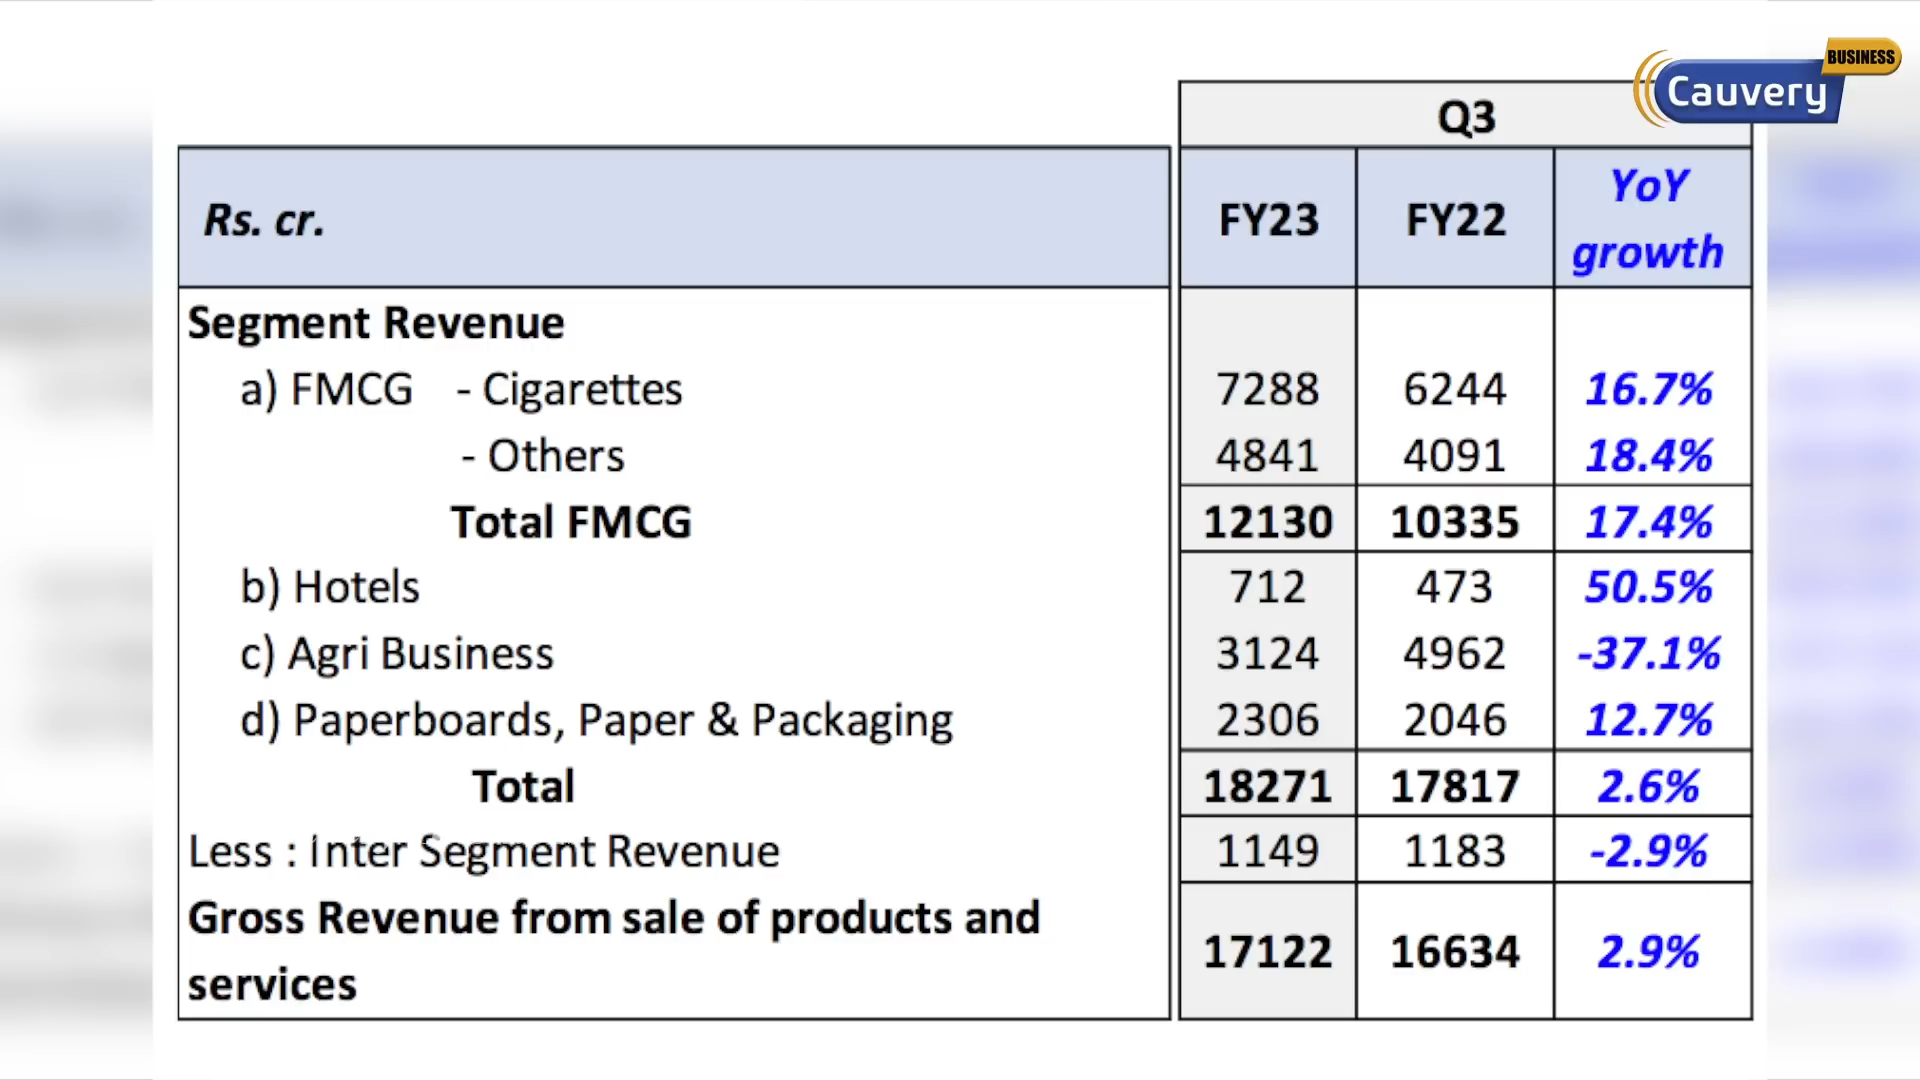 BUSINESS
Cauvery
Q3
Rs. cr. FY23 FY22 YoY growth
Segment Revenue
a) FMCG - Cigarettes 7288 6244 16.7%
- Others 4841 4091 18.4%
Total FMCG 12130 10335 17.4%
b) Hotels 712 473 50.5%
c) Agri Business 3124 4962 -37.1%
d) Paperboards, Paper & Packaging 2306 2046 12.7%
Total 18271 17817 2.6%
Less : Inter Segment Revenue 1149 1183 -2.9%
Gross Revenue from sale of products and
services 17122 16634 2.9%